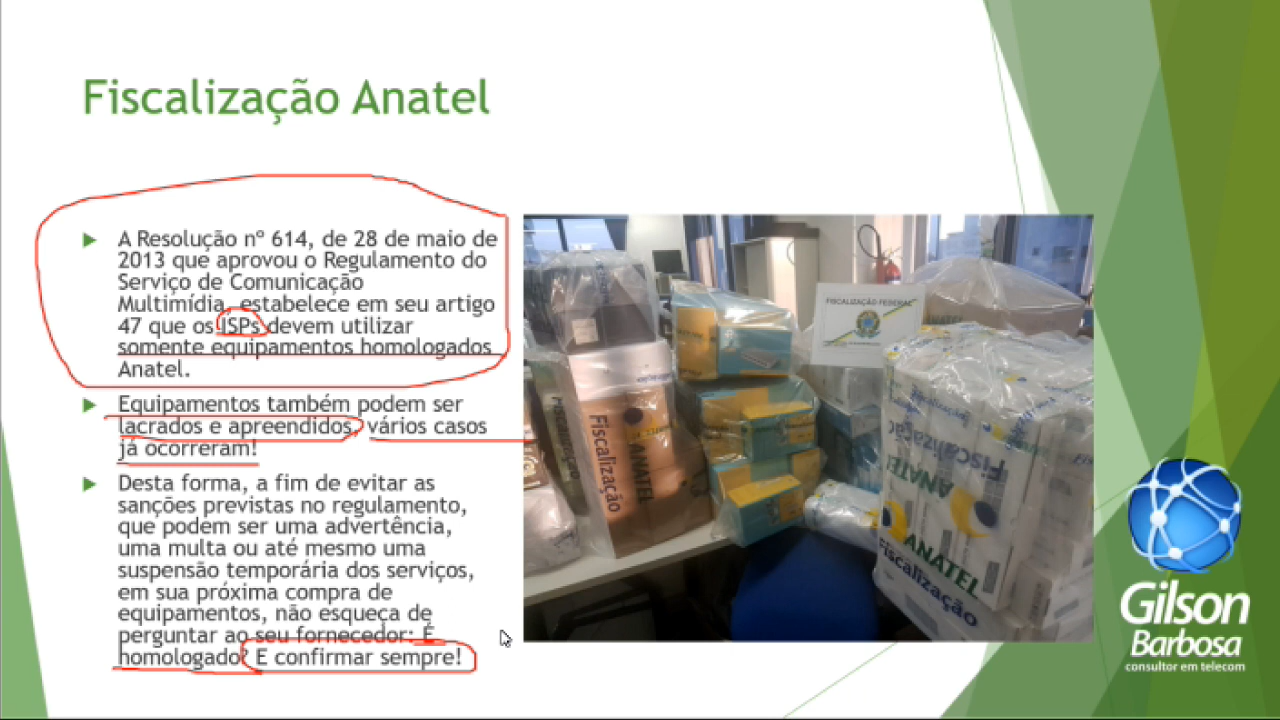 Fiscalização Anatel
A Resolução nº 614, de 28 de maio de
2013 que aprovou o Regulamento do
Serviço de Comunicação
Multimídia, estabelece em seu artigo
47 que os ISPs devem utilizar
somente equipamentos homologados
Anatel.
Equipamentos também podem ser
lacrados e apreendidos, vários casos
já ocorreram!
Desta forma, a fim de evitar as
sanções previstas no regulamento,
que podem ser uma advertência,
uma multa ou até mesmo uma
suspensão temporária dos serviços,
em sua próxima compra de
equipamentos, não esqueça de
perguntar ao seu fornecedor: É
homologado? E confirmar sempre!
FISCALIZAÇÃO FEDERAL
Fiscalização
ANATEL
Fiscalização
ANATEL
ANATEL
Fiscalização
Gilson
Barbosa
consultor em telecom